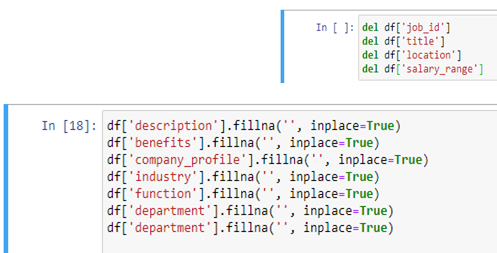 In [ ]: del df['job_id']
del df['title']
del df['location']
del df['salary_range']
In [18]: df['description'].fillna('', inplace=True)
df['benefits'].fillna('', inplace=True)
df['company_profile'].fillna('', inplace=True)
df['industry'].fillna('', inplace=True)
df['function'].fillna('', inplace=True)
df['department'].fillna('', inplace=True)
df['department'].fillna('', inplace=True)